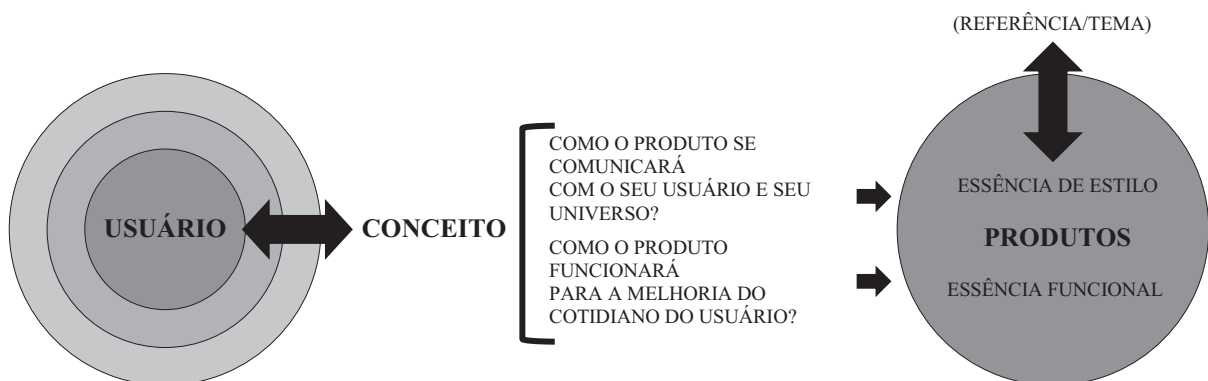 (REFERÊNCIA/TEMA)
USUÁRIO
CONCEITO
COMO O PRODUTO SE
COMUNICARÁ
COM O SEU USUÁRIO E SEU
UNIVERSO?
COMO O PRODUTO
FUNCIONARÁ
PARA A MELHORIA DO
COTIDIANO DO USUÁRIO?
ESSÊNCIA DE ESTILO
PRODUTOS
ESSÊNCIA FUNCIONAL